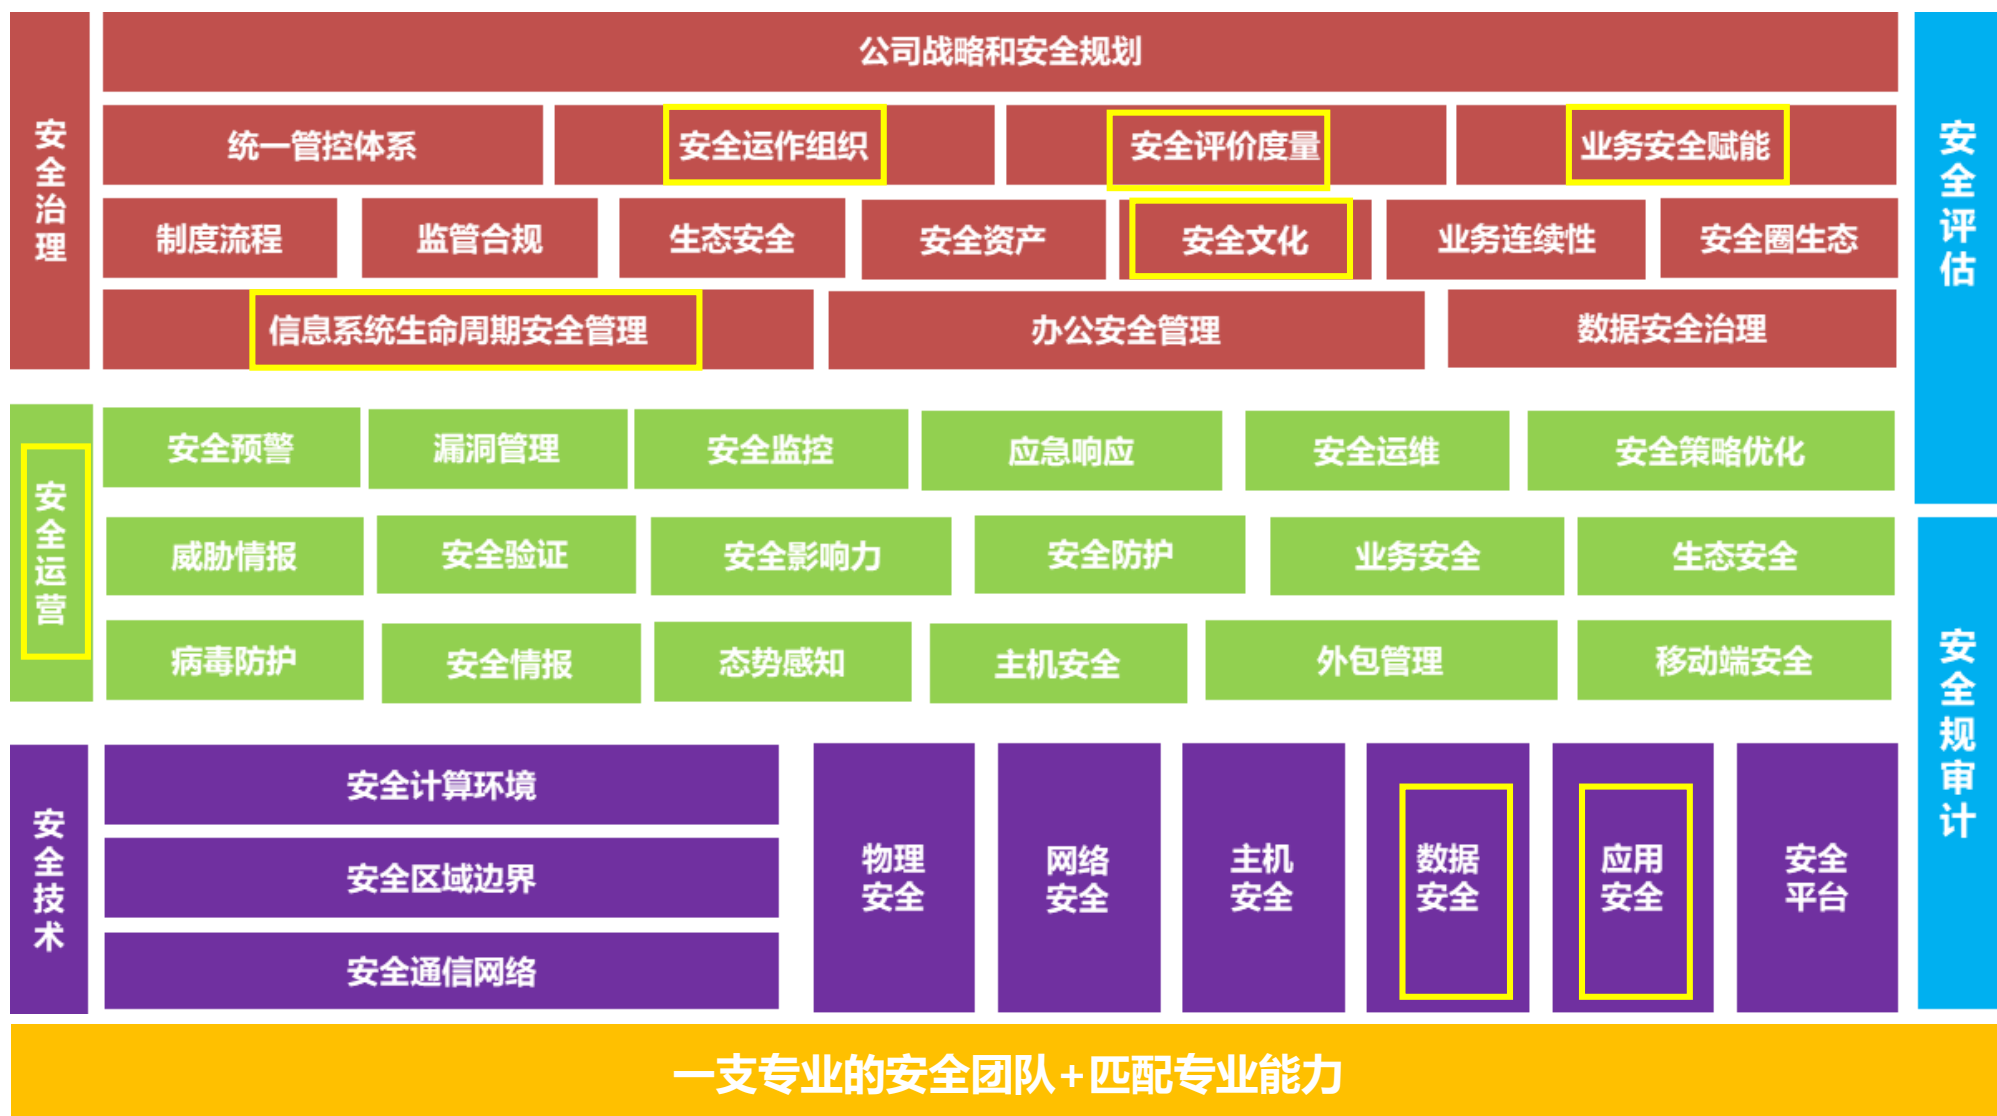 安全治理
公司战略和安全规划
统一管控体系
安全运作组织
安全评价度量
业务安全赋能
制度流程
监管合规
生态安全
安全资产
安全文化
业务连续性
安全圈生态
信息系统生命周期安全管理
办公安全管理
数据安全治理
安全评估
安全运营
安全预警
漏洞管理
安全监控
应急响应
安全运维
安全策略优化
威胁情报
安全验证
安全影响力
安全防护
业务安全
生态安全
病毒防护
安全情报
态势感知
主机安全
外包管理
移动端安全
安全规审计
安全技术
安全计算环境
安全区域边界
安全通信网络
物理
安全
网络
安全
主机
安全
数据
安全
应用
安全
安全
平台
一支专业的安全团队+匹配专业能力